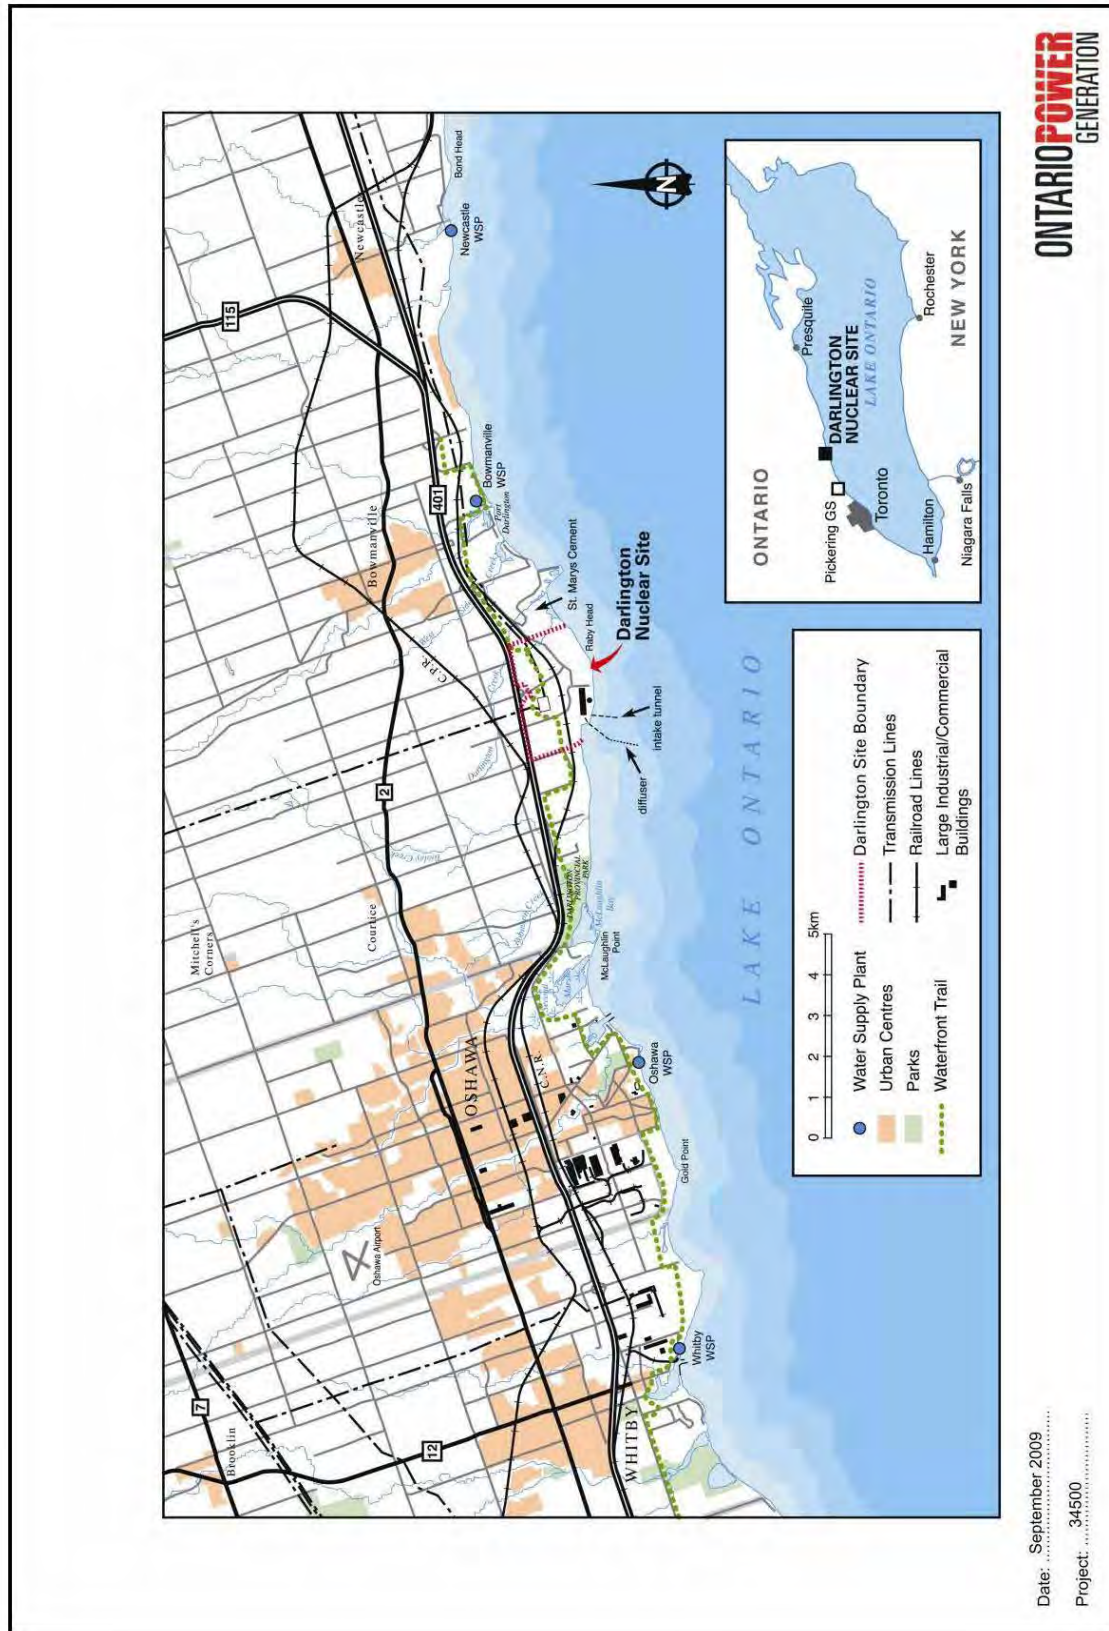 Brooklin
7
12
WHITBY
Whitby
WSP
Oshawa Airport
OSHAWA
C.N.R.
Gold Point
Oshawa
WSP
Mitchell's
Corners
Courtice
2
McLaughlin
Point
McLaughlin
Bay
DARLINGTON
PROVINCIAL
PARK
Darlington
Creek
C.P.R.
Bowmanville
401
115
Newcastle
Bond Head
Newcastle
WSP
Bowmanville
WSP
Port
Darlington
St. Marys Cement
Raby Head
Darlington
Nuclear Site
intake tunnel
diffuser
LAKE ONTARIO
N
0 1 2 3 4 5km
Water Supply Plant
Urban Centres
Parks
Waterfront Trail
Darlington Site Boundary
Transmission Lines
Railroad Lines
Large Industrial/Commercial
Buildings
ONTARIO
Pickering GS
Toronto
Hamilton
Niagara Falls
DARLINGTON
NUCLEAR SITE
LAKE ONTARIO
Presquile
Rochester
NEW YORK
Date: September 2009
Project: 34500
ONTARIOPOWER
GENERATION